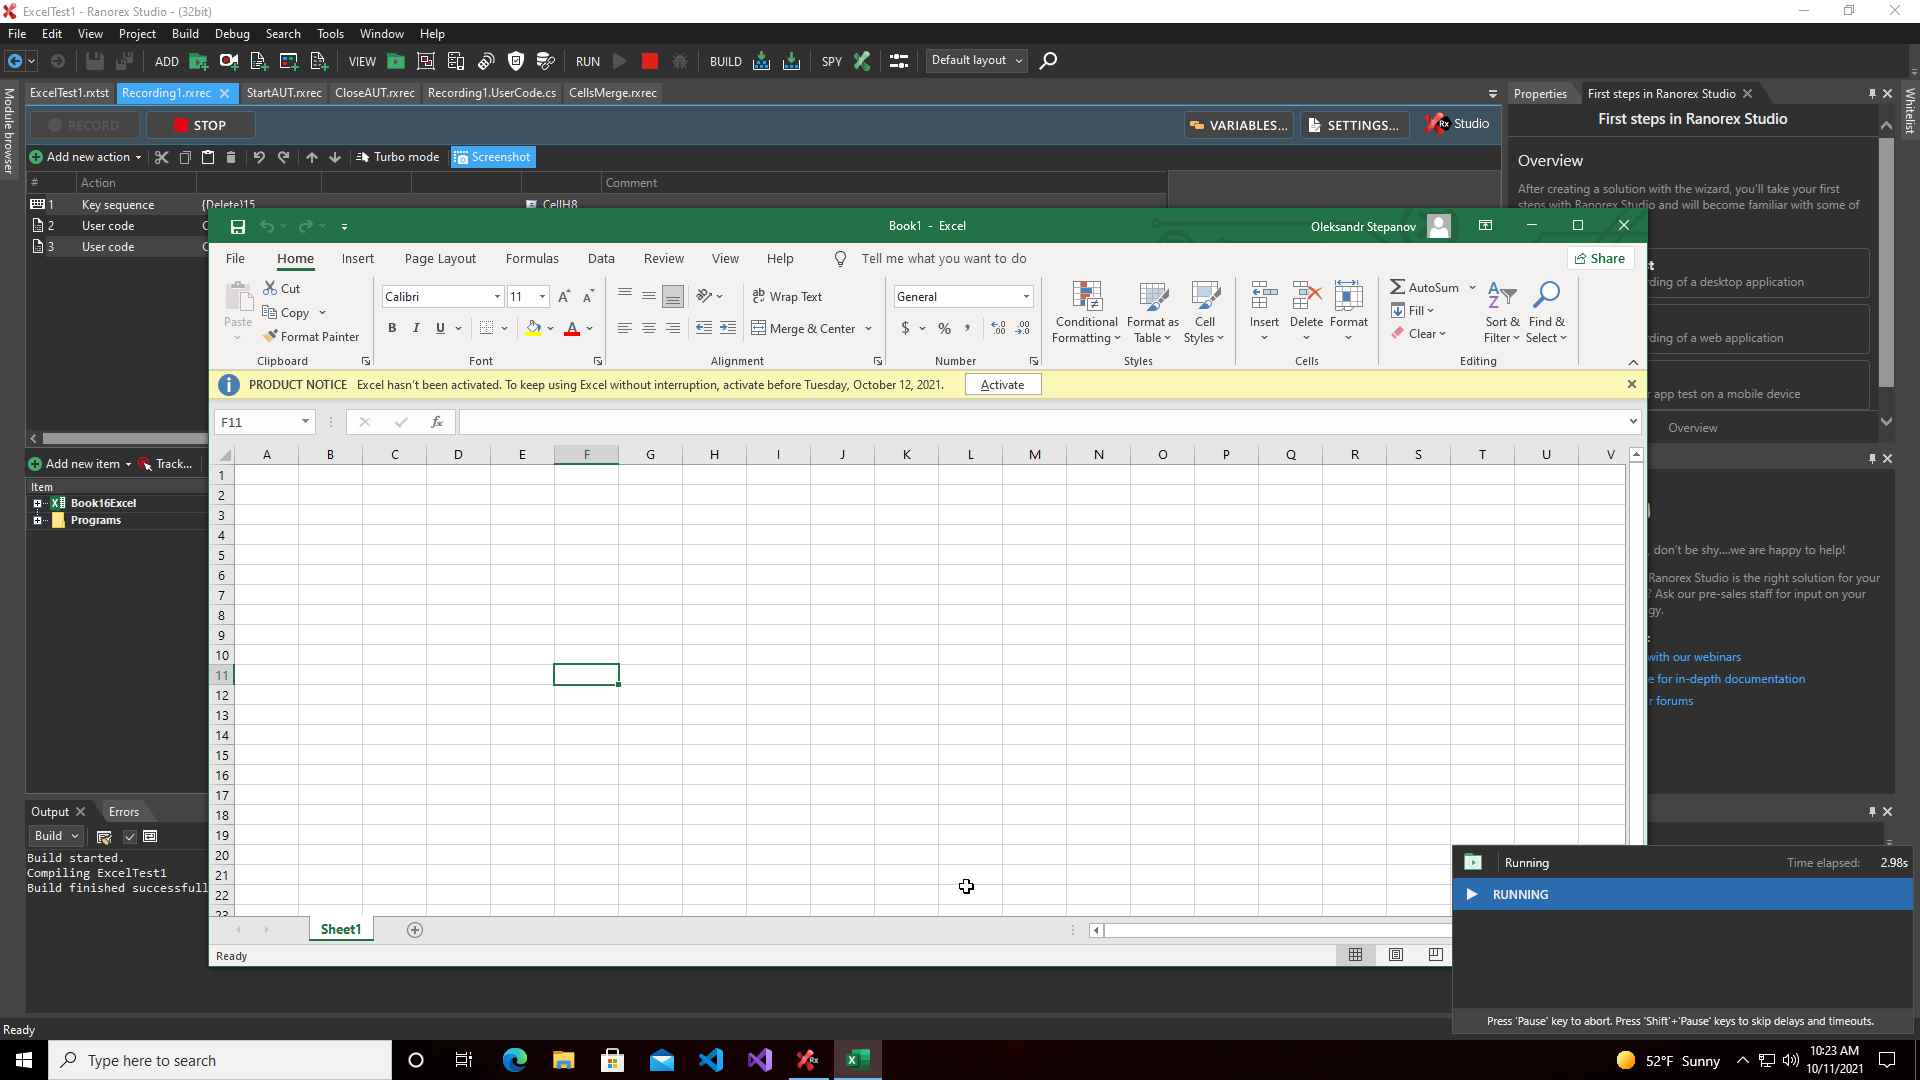 ExcelTest1 - Ranorex Studio - (32bit)
File Edit View Project Build Debug Search Tools Window Help
ADD VIEW RUN BUILD SPY Default layout
Module browser
ExcelTest1.rxtst Recording1.rxrec StartAUT.rxrec CloseAUT.rxrec Recording1.UserCode.cs CellsMerge.rxrec
RECORD STOP VARIABLES... SETTINGS... Rx Studio
Add new action Turbo mode Screenshot
# Action Comment
1 Key sequence {Delete}15 CellH8
2 User code
3 User code
Add new item Track...
Item
Book16Excel
Programs
Output Errors
Build
Build started.
Compiling ExcelTest1
Build finished successfull
Ready
Properties First steps in Ranorex Studio
Whitelist
First steps in Ranorex Studio
Overview
After creating a solution with the wizard, you'll take your first
steps with Ranorex Studio and will become familiar with some of
ding of a desktop application
ding of a web application
app test on a mobile device
Overview
don't be shy....we are happy to help!
Ranorex Studio is the right solution for your
? Ask our pre-sales staff for input on your
gy.
with our webinars
e for in-depth documentation
r forums
Book1 - Excel
Oleksandr Stepanov
File Home Insert Page Layout Formulas Data Review View Help Tell me what you want to do Share
Paste
Cut
Copy
Format Painter
Clipboard
Calibri 11
B I U
Font
Wrap Text
Merge & Center
Alignment
General
$ % ,
Number
Conditional Formatting
Format as Table
Cell Styles
Styles
Insert Delete Format
Cells
AutoSum
Fill
Clear
Sort & Filter
Find & Select
Editing
PRODUCT NOTICE Excel hasn't been activated. To keep using Excel without interruption, activate before Tuesday, October 12, 2021. Activate
F11 fx
A B C D E F G H I J K L M N O P Q R S T U V
1
2
3
4
5
6
7
8
9
10
11
12
13
14
15
16
17
18
19
20
21
22
23
Sheet1
Ready
Running Time elapsed: 2.98s
RUNNING
Press 'Pause' key to abort. Press 'Shift'+'Pause' keys to skip delays and timeouts.
Type here to search
52°F Sunny
10:23 AM
10/11/2021